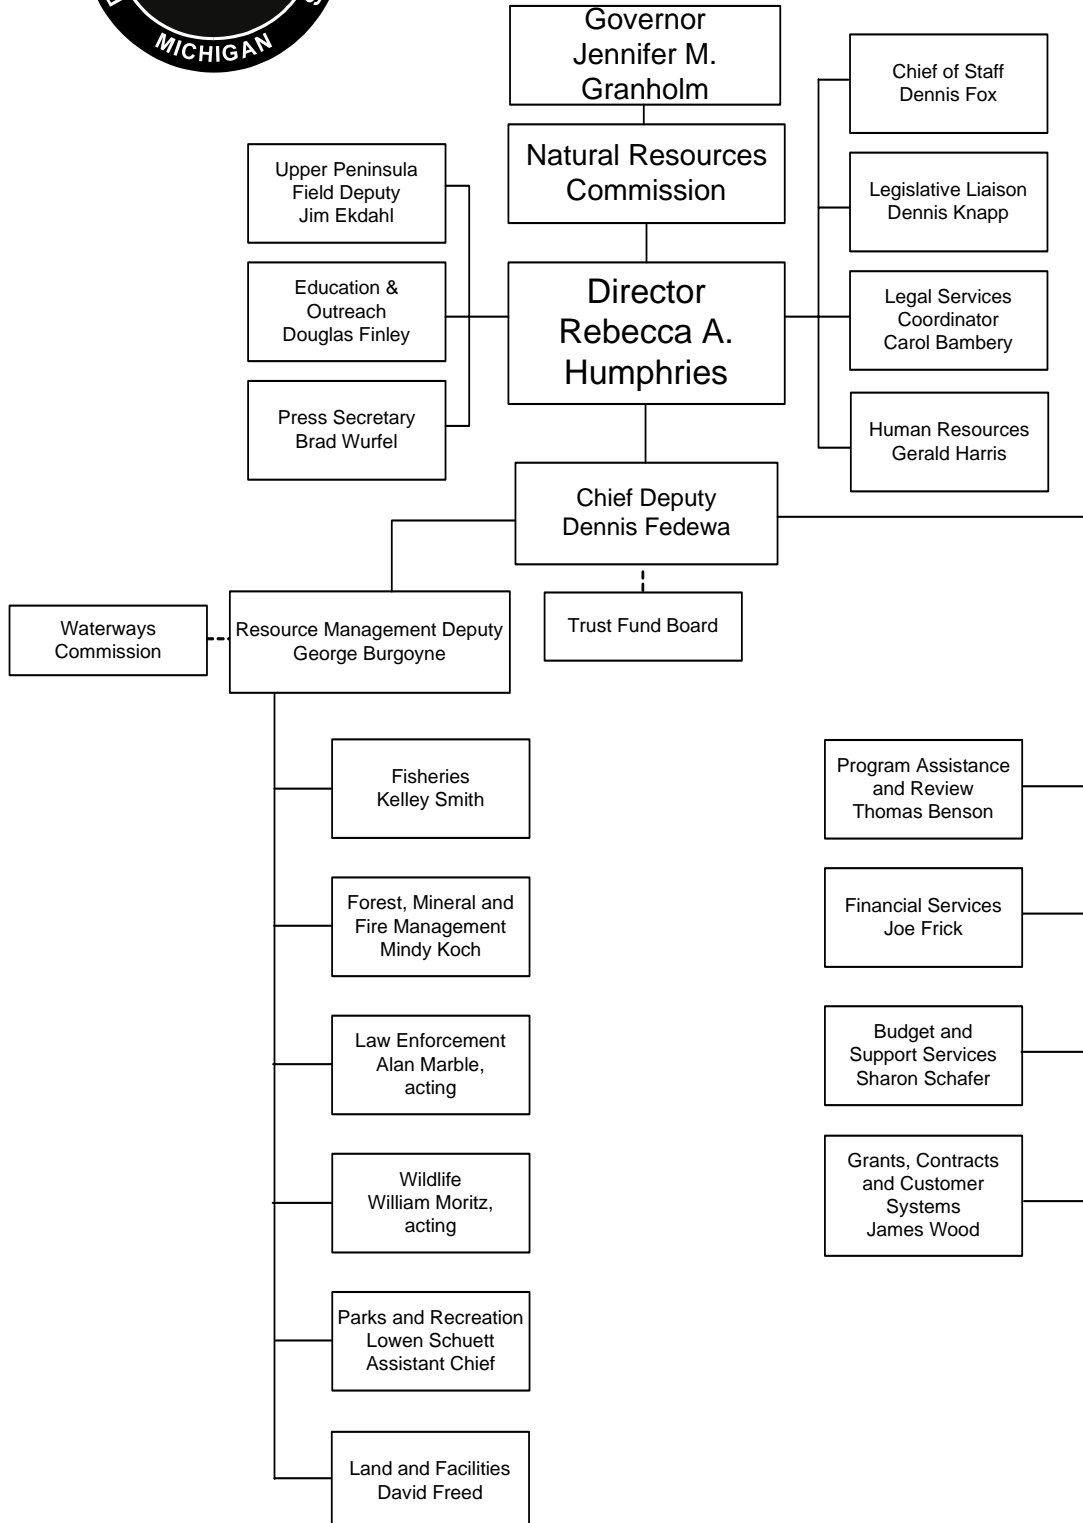 MICHIGAN
Governor
Jennifer M.
Granholm
Chief of Staff
Dennis Fox
Natural Resources
Commission
Upper Peninsula
Field Deputy
Jim Ekdahl
Legislative Liaison
Dennis Knapp
Education &
Outreach
Douglas Finley
Director
Rebecca A.
Humphries
Legal Services
Coordinator
Carol Bambery
Press Secretary
Brad Wurfel
Human Resources
Gerald Harris
Chief Deputy
Dennis Fedewa
Waterways
Commission
Resource Management Deputy
George Burgoyne
Trust Fund Board
Fisheries
Kelley Smith
Program Assistance
and Review
Thomas Benson
Forest, Mineral and
Fire Management
Mindy Koch
Financial Services
Joe Frick
Law Enforcement
Alan Marble,
acting
Budget and
Support Services
Sharon Schafer
Wildlife
William Moritz,
acting
Grants, Contracts
and Customer
Systems
James Wood
Parks and Recreation
Lowen Schuett
Assistant Chief
Land and Facilities
David Freed